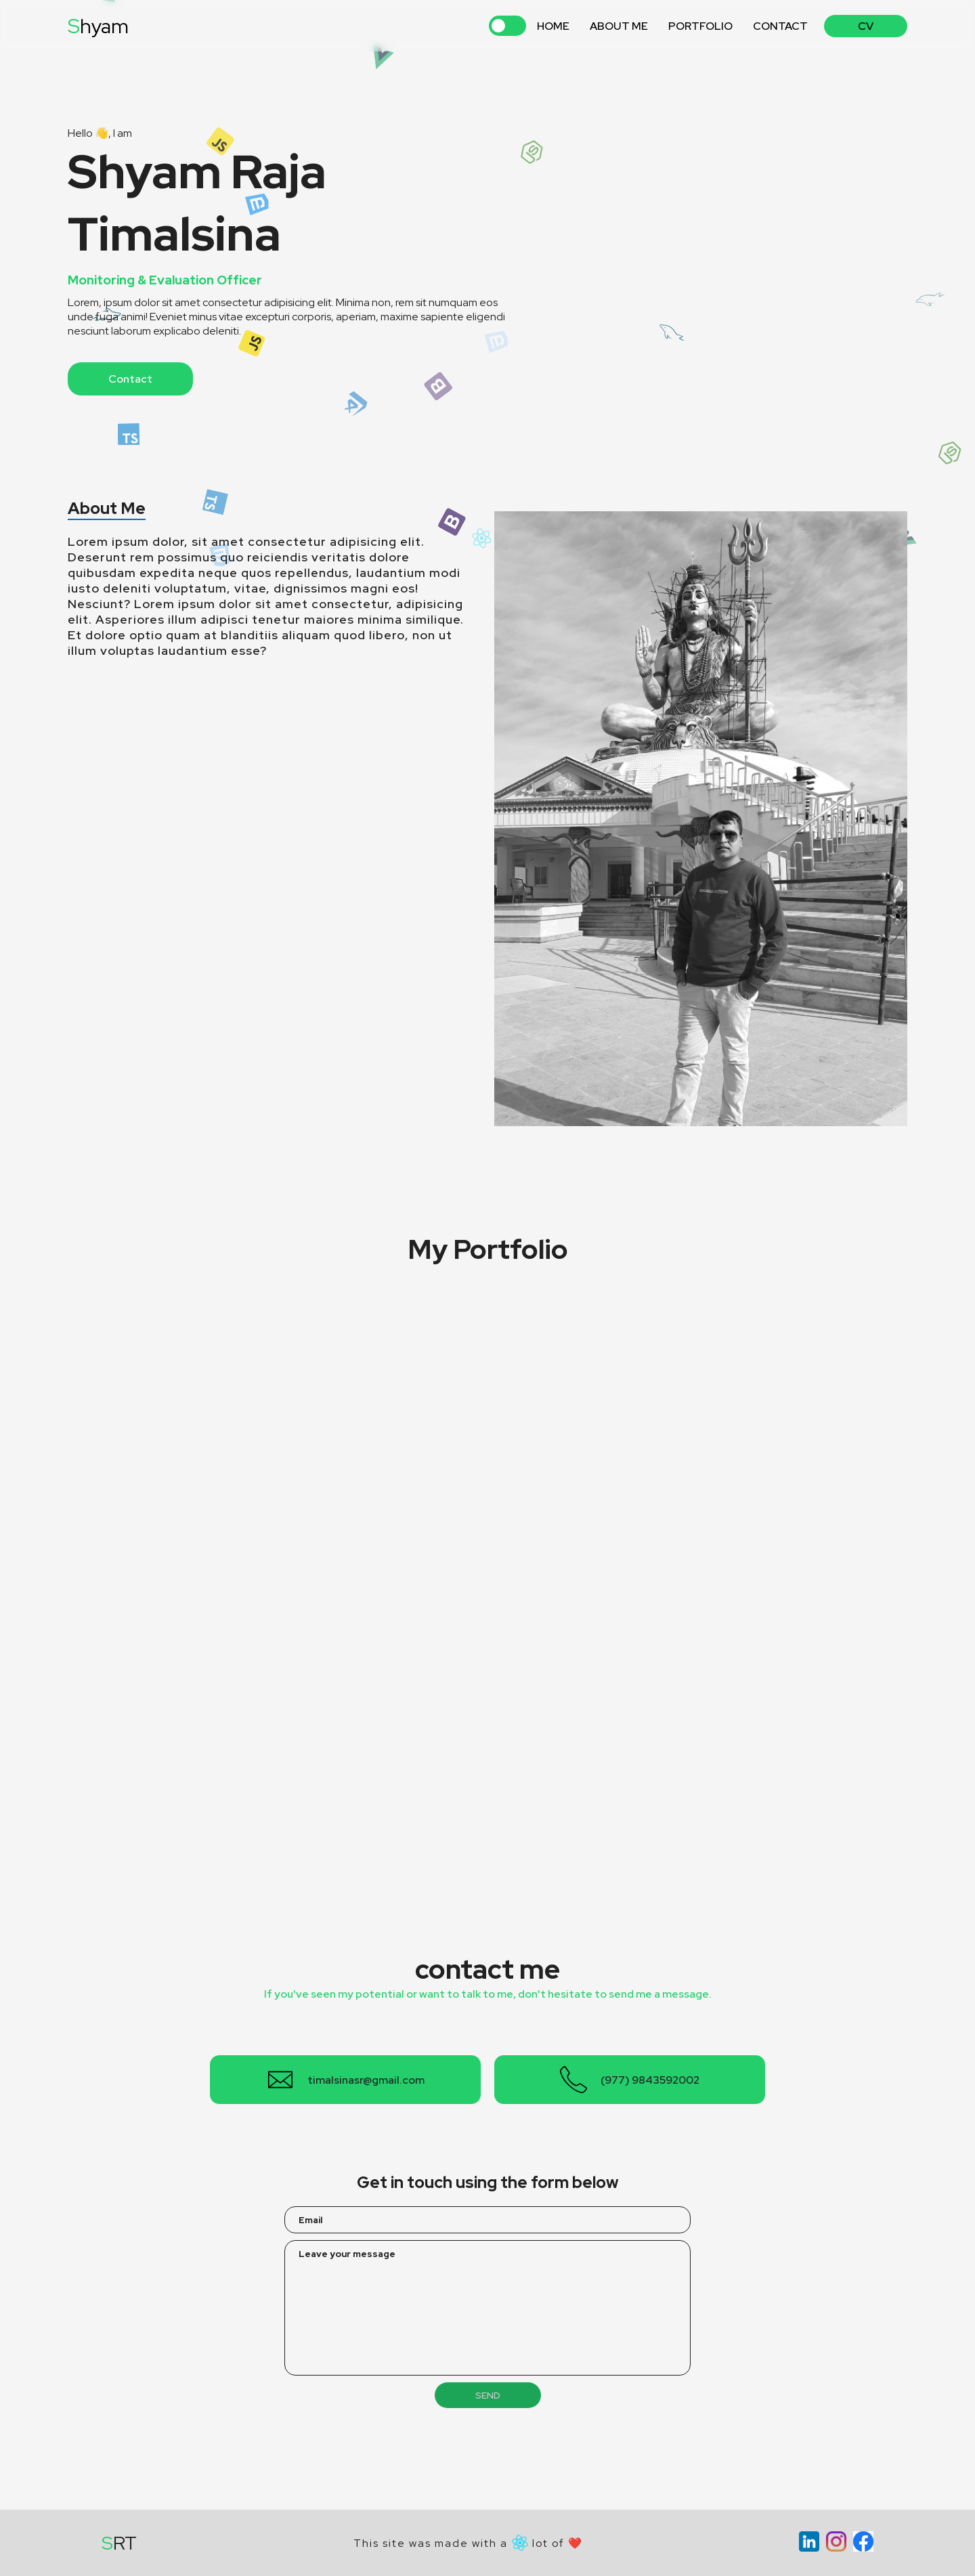 Shyam
HOME ABOUT ME PORTFOLIO CONTACT CV
Hello 👋, I am
Shyam Raja
Timalsina
Monitoring & Evaluation Officer
Lorem, ipsum dolor sit amet consectetur adipisicing elit. Minima non, rem sit numquam eos
unde fuga animi! Eveniet minus vitae excepturi corporis, aperiam, maxime sapiente eligendi
nesciunt laborum explicabo deleniti.
Contact
JS
JS
TS
TS
B
B
About Me
Lorem ipsum dolor, sit amet consectetur adipisicing elit.
Deserunt rem possimus qui reiciendis veritatis dolore
quibusdam expedita neque quos repellendus, laudantium modi
iusto deleniti voluptatum, vitae, dignissimos magni eos!
Nesciunt? Lorem ipsum dolor sit amet consectetur, adipisicing
elit. Asperiores illum adipisci tenetur maiores minima similique.
Et dolore optio quam at blanditiis aliquam quod libero, non ut
illum voluptas laudantium esse?
My Portfolio
contact me
If you've seen my potential or want to talk to me, don't hesitate to send me a message.
timalsinasr@gmail.com
(977) 9843592002
Get in touch using the form below
Email
Leave your message
SEND
SRT
This site was made with a lot of ❤️
in